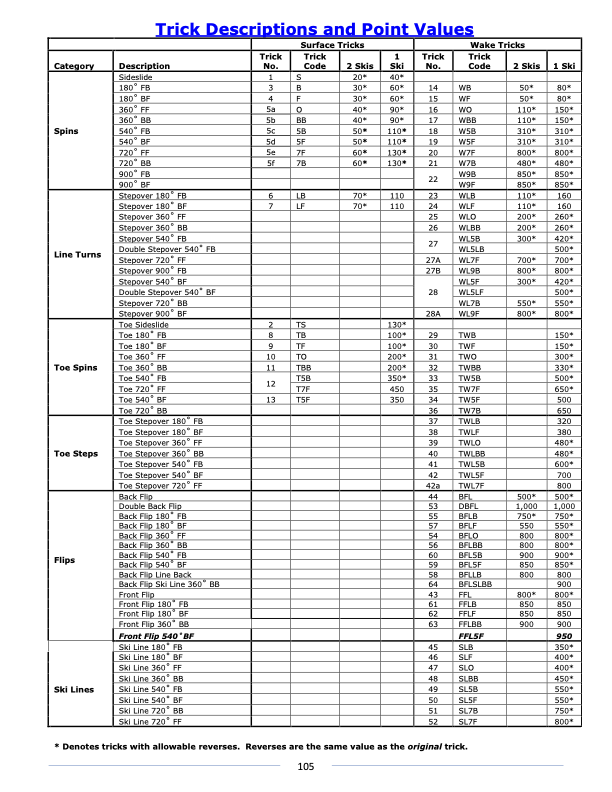 Trick Descriptions and Point Values
Surface Tricks Wake Tricks
Category Description Trick No. Trick Code 2 Skis 1 Ski Trick No. Trick Code 2 Skis 1 Ski
Spins
Sideslide 1 S 20* 40*
180° FB 3 B 30* 60* 14 WB 50* 80*
180° BF 4 F 30* 60* 15 WF 50* 80*
360° FF 5a O 40* 90* 16 WO 110* 150*
360° BB 5b BB 40* 90* 17 WBB 110* 150*
540° FB 5c 5B 50* 110* 18 W5B 310* 310*
540° BF 5d 5F 50* 110* 19 W5F 310* 310*
720° FF 5e 7F 60* 130* 20 W7F 800* 800*
720° BB 5f 7B 60* 130* 21 W7B 480* 480*
900° FB 22 W9B 850* 850*
900° BF W9F 850* 850*
Line Turns
Stepover 180° FB 6 LB 70* 110 23 WLB 110* 160
Stepover 180° BF 7 LF 70* 110 24 WLF 110* 160
Stepover 360° FF 25 WLO 200* 260*
Stepover 360° BB 26 WLBB 200* 260*
Stepover 540° FB 27 WL5B 300* 420*
Double Stepover 540° FB WL5LB 500*
Stepover 720° FF 27A WL7F 700* 700*
Stepover 900° FB 27B WL9B 800* 800*
Stepover 540° BF 28 WL5F 300* 420*
Double Stepover 540° BF WL5LF 500*
Stepover 720° BB WL7B 550* 550*
Stepover 900° BF 28A WL9F 800* 800*
Toe Spins
Toe Sideslide 2 TS 130*
Toe 180° FB 8 TB 100* 29 TWB 150*
Toe 180° BF 9 TF 100* 30 TWF 150*
Toe 360° FF 10 TO 200* 31 TWO 300*
Toe 360° BB 11 TBB 200* 32 TWBB 330*
Toe 540° FB 12 T5B 350* 33 TW5B 500*
Toe 720° FF T7F 450 35 TW7F 650*
Toe 540° BF 13 T5F 350 34 TW5F 500
Toe 720° BB 36 TW7B 650
Toe Steps
Toe Stepover 180° FB 37 TWLB 320
Toe Stepover 180° BF 38 TWLF 380
Toe Stepover 360° FF 39 TWLO 480*
Toe Stepover 360° BB 40 TWLBB 480*
Toe Stepover 540° FB 41 TWL5B 600*
Toe Stepover 540° BF 42 TWL5F 700
Toe Stepover 720° FF 42a TWL7F 800
Flips
Back Flip 44 BFL 500* 500*
Double Back Flip 53 DBFL 1,000 1,000
Back Flip 180° FB 55 BFLB 750* 750*
Back Flip 180° BF 57 BFLF 550 550*
Back Flip 360° FF 54 BFLO 800 800*
Back Flip 360° BB 56 BFLBB 800 800*
Back Flip 540° FB 60 BFL5B 900 900*
Back Flip 540° BF 59 BFL5F 850 850*
Back Flip Line Back 58 BFLLB 800 800
Back Flip Ski Line 360° BB 64 BFLSLBB 900
Front Flip 43 FFL 800* 800*
Front Flip 180° FB 61 FFLB 850 850
Front Flip 180° BF 62 FFLF 850 850
Front Flip 360° BB 63 FFLBB 900 900
Front Flip 540°BF FFL5F 950
Ski Lines
Ski Line 180° FB 45 SLB 350*
Ski Line 180° BF 46 SLF 400*
Ski Line 360° FF 47 SLO 400*
Ski Line 360° BB 48 SLBB 450*
Ski Line 540° FB 49 SL5B 550*
Ski Line 540° BF 50 SL5F 550*
Ski Line 720° BB 51 SL7B 750*
Ski Line 720° FF 52 SL7F 800*
* Denotes tricks with allowable reverses. Reverses are the same value as the original trick.
105